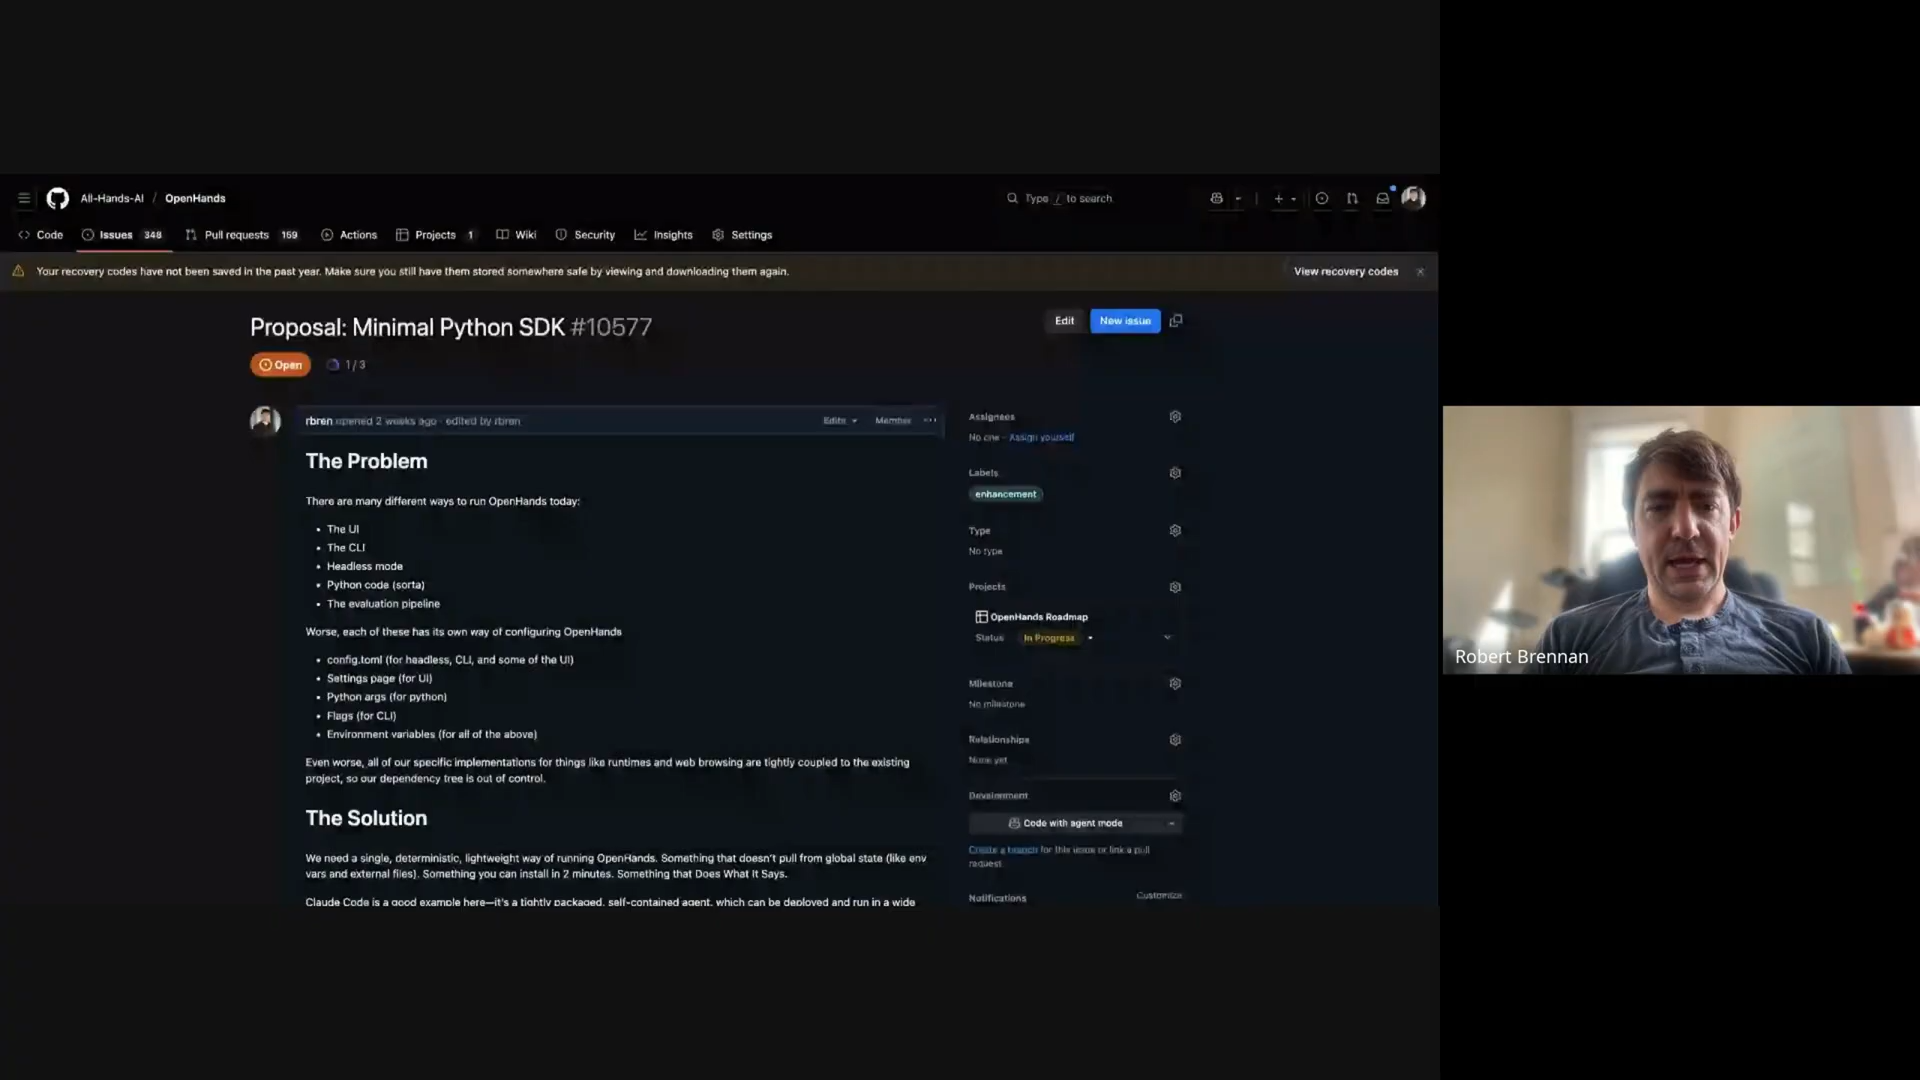 All-Hands-AI / OpenHands
Type / to search
Code
Issues 348
Pull requests 169
Actions
Projects 1
Wiki
Security
Insights
Settings
Your recovery codes have not been saved in the past year. Make sure you still have them stored somewhere safe by viewing and downloading them again.
View recovery codes
Proposal: Minimal Python SDK #10577
Edit
New issue
Open
1 / 3
rbren opened 2 weeks ago · edited by rbren
Edits
Member
The Problem
There are many different ways to run OpenHands today:
• The UI
• The CLI
• Headless mode
• Python code (sorta)
• The evaluation pipeline
Worse, each of these has its own way of configuring OpenHands
• config.toml (for headless, CLI, and some of the UI)
• Settings page (for UI)
• Python args (for python)
• Flags (for CLI)
• Environment variables (for all of the above)
Even worse, all of our specific implementations for things like runtimes and web browsing are tightly coupled to the existing
project, so our dependency tree is out of control.
The Solution
We need a single, deterministic, lightweight way of running OpenHands. Something that doesn't pull from global state (like env
vars and external files). Something you can install in 2 minutes. Something that Does What It Says.
Claude Code is a good example here—it's a tightly packaged, self-contained agent, which can be deployed and run in a wide
Assignees
No one - Assign yourself
Labels
enhancement
Type
No type
Projects
OpenHands Roadmap
Status In Progress
Milestone
No milestone
Relationships
None yet
Development
Code with agent mode
Create a branch for this issue or link a pull
request.
Notifications
Customize
Robert Brennan